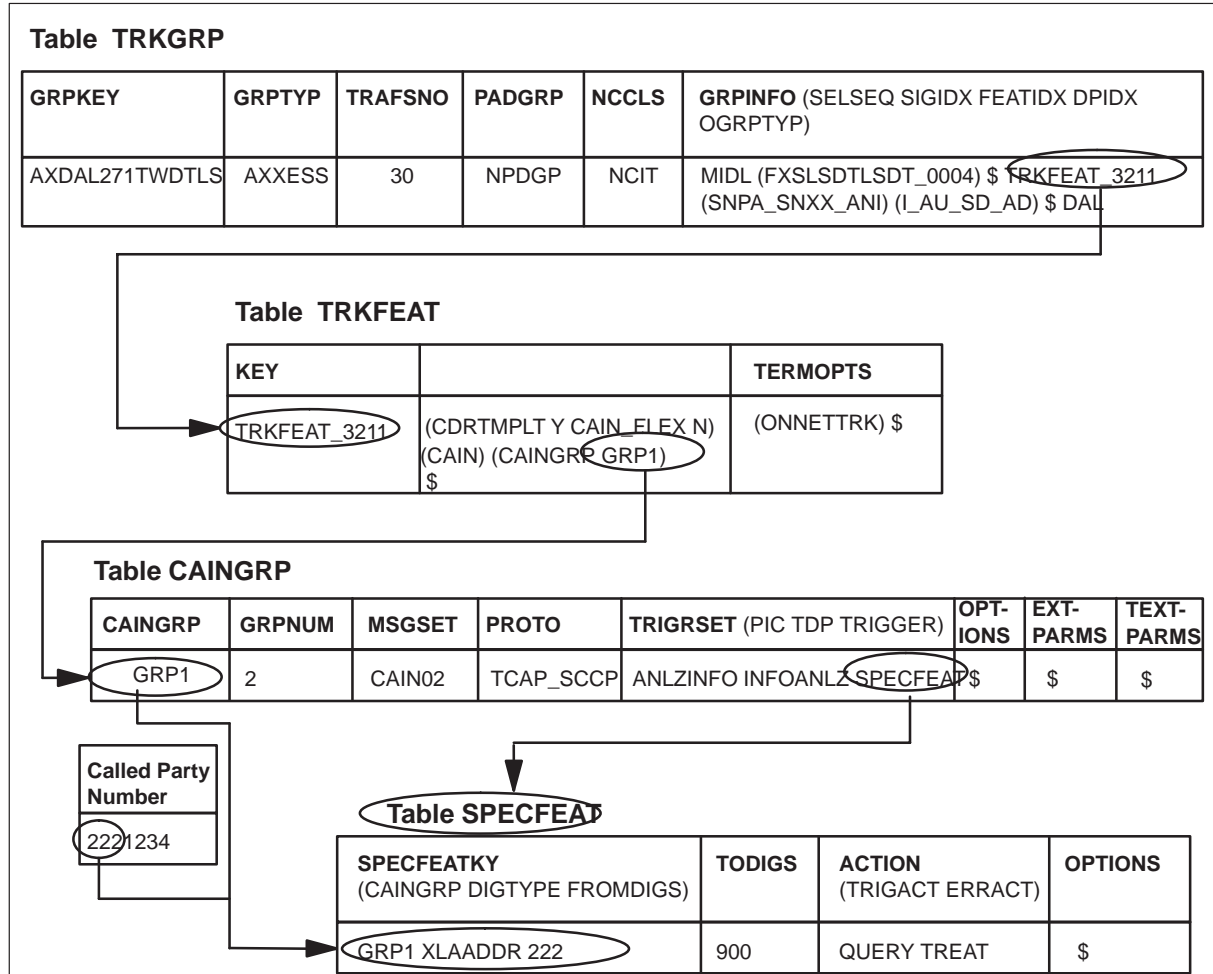 Table TRKGRP
GRPKEY GRPTYP TRAFSNO PADGRP NCCLS GRPINFO (SELSEQ SIGIDX FEATIDX DPIDX
OGRPTYP)
AXDAL271TWDTLS AXXESS 30 NPDGP NCIT MIDL (FXSLSDTLSDT_0004) $ TRKFEAT_3211
(SNPA_SNXX_ANI) (I_AU_SD_AD) $ DAL
Table TRKFEAT
KEY TERMOPTS
TRKFEAT_3211 (CDRTMPLT Y CAIN_FLEX N) (ONNETTRK) $
(CAIN) (CAINGRP GRP1)
$
Table CAINGRP
CAINGRP GRPNUM MSGSET PROTO TRIGRSET (PIC TDP TRIGGER) OPT- EXT- TEXT-
IONS PARMS PARMS
GRP1 2 CAIN02 TCAP_SCCP ANLZINFO INFOANLZ SPECFEAT $ $ $
Called Party
Number
2221234
Table SPECFEAT
SPECFEATKY TODIGS ACTION OPTIONS
(CAINGRP DIGTYPE FROMDIGS) (TRIGACT ERRACT)
GRP1 XLAADDR 222 900 QUERY TREAT $